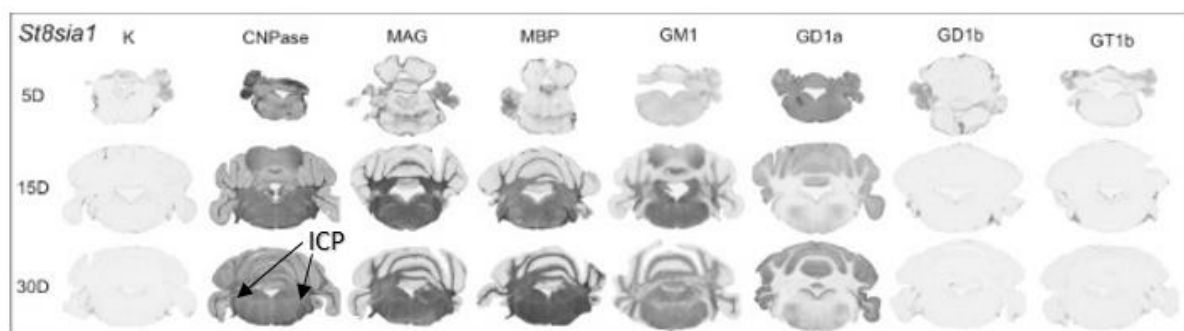 St8sia1 K CNPase MAG MBP GM1 GD1a GD1b GT1b
5D
15D
ICP
30D